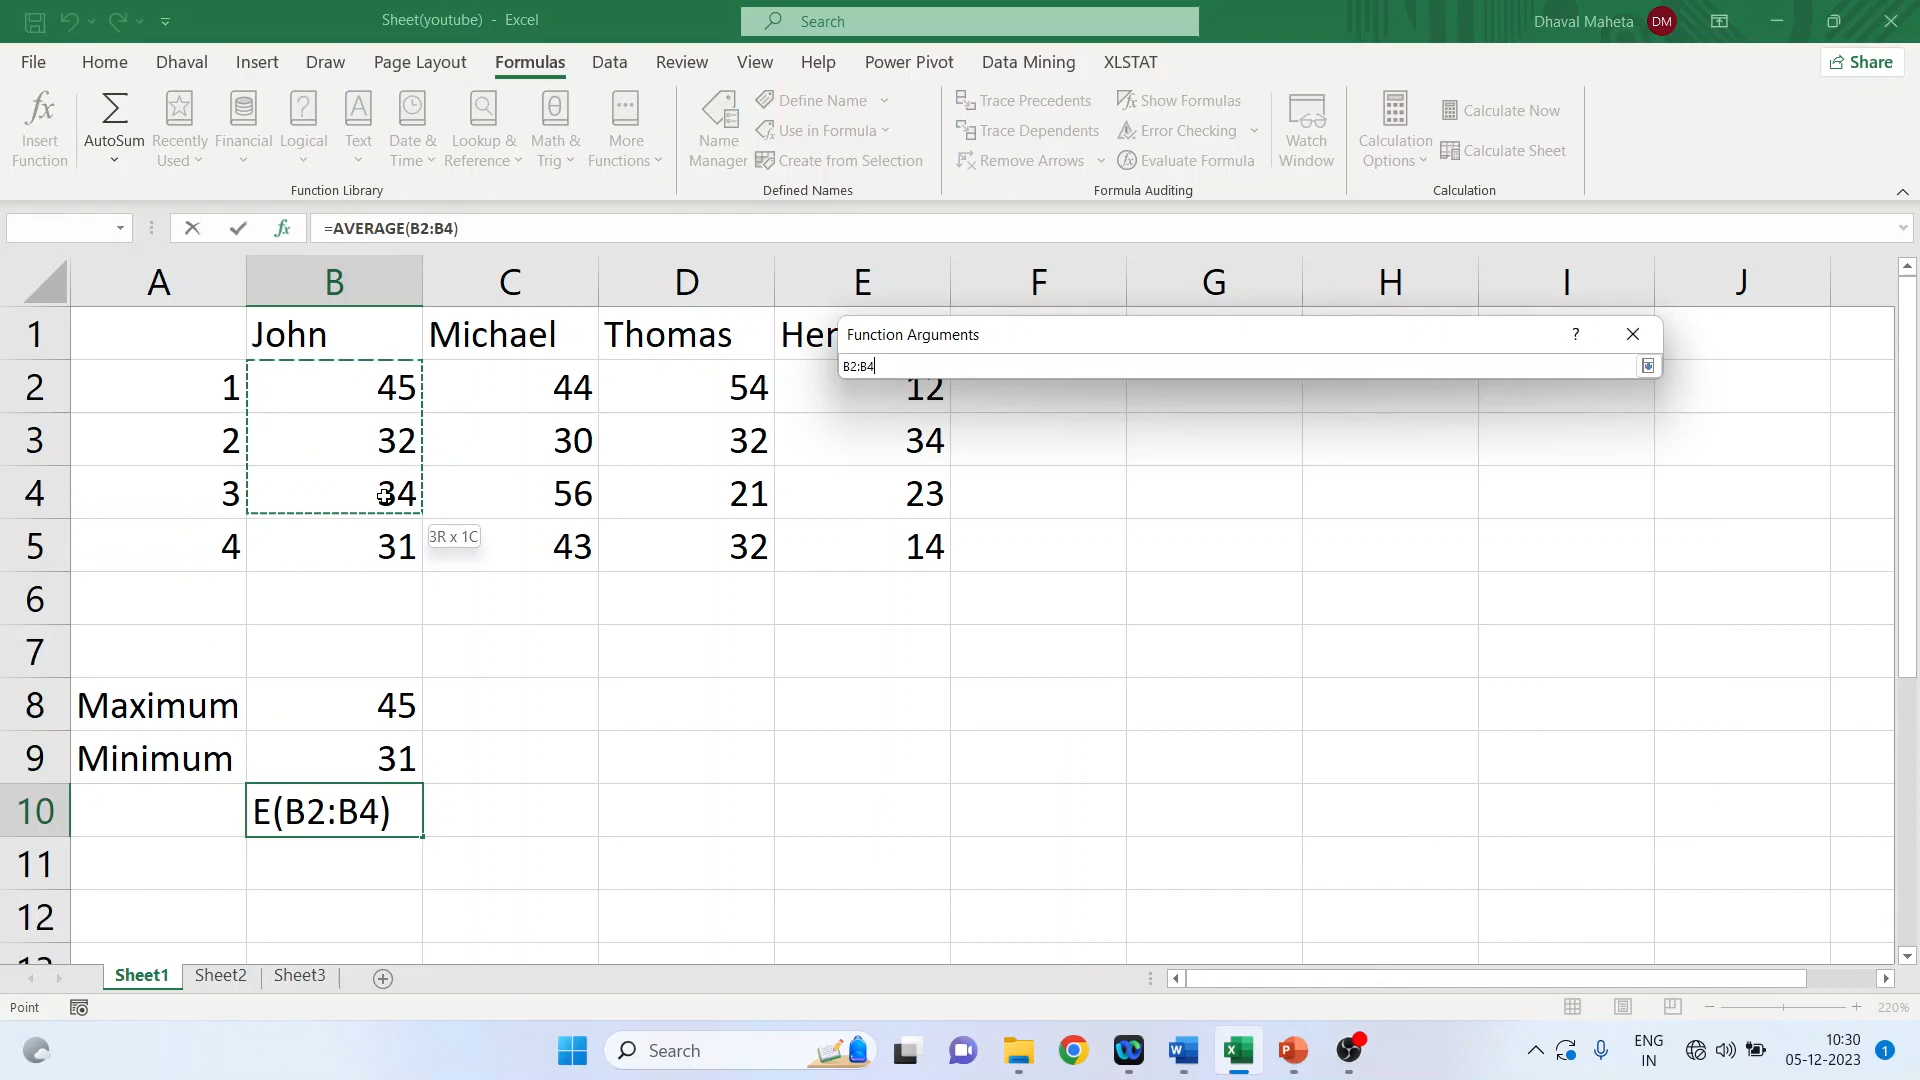 Sheet(youtube) - Excel
Search
Dhaval Maheta
DM
File Home Dhaval Insert Draw Page Layout Formulas Data Review View Help Power Pivot Data Mining XLSTAT
Share
Insert Function
AutoSum
Recently Used
Financial
Logical
Text
Date & Time
Lookup & Reference
Math & Trig
More Functions
Function Library
Name Manager
Define Name
Use in Formula
Create from Selection
Defined Names
Trace Precedents
Trace Dependents
Remove Arrows
Show Formulas
Error Checking
Evaluate Formula
Formula Auditing
Watch Window
Calculation Options
Calculate Now
Calculate Sheet
Calculation
=AVERAGE(B2:B4)
A B C D E F G H I J
1 John Michael Thomas Her
Function Arguments ?
B2:B4
2 1 45 44 54 12
3 2 32 30 32 34
4 3 34 56 21 23
3R x 1C
5 4 31 43 32 14
6
7
8 Maximum 45
9 Minimum 31
10 E(B2:B4)
11
12
Sheet1 Sheet2 Sheet3
Point
220%
Search
ENG
IN
10:30
05-12-2023
1